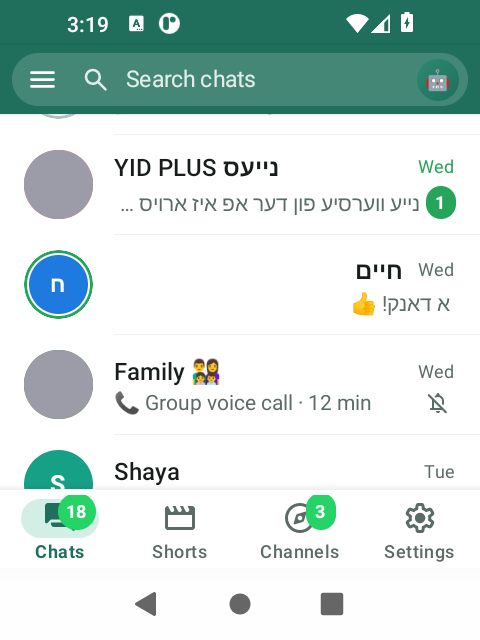 3:19
Search chats
YID PLUS נייעס
Wed
נייע ווערסיע פון דער אפ איז ארויס ...
1
חיים
Wed
ח
א דאנק! 👍
Family 👨‍👩‍👧‍👦
Wed
📞 Group voice call · 12 min
S
Shaya
Tue
18
3
Chats
Shorts
Channels
Settings